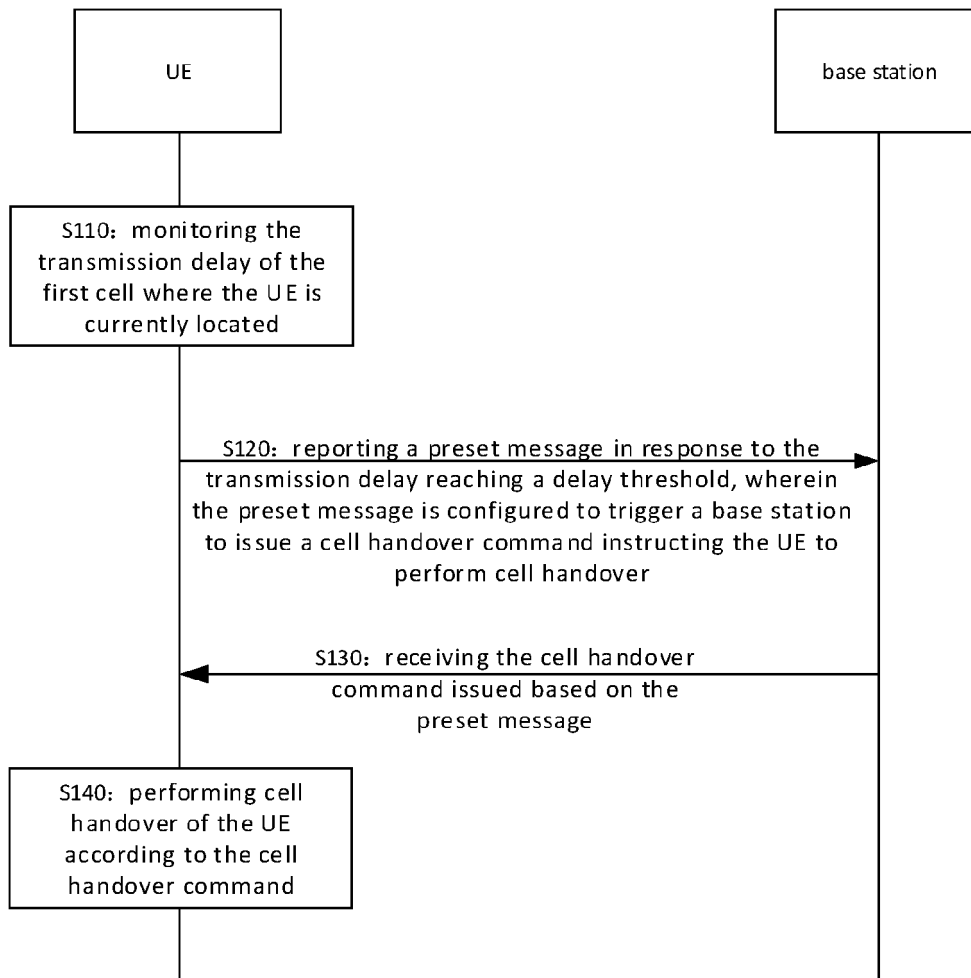 UE
base station
S110: monitoring the
transmission delay of the
first cell where the UE is
currently located
S120: reporting a preset message in response to the
transmission delay reaching a delay threshold, wherein
the preset message is configured to trigger a base station
to issue a cell handover command instructing the UE to
perform cell handover
S130: receiving the cell handover
command issued based on the
preset message
S140: performing cell
handover of the UE
according to the cell
handover command